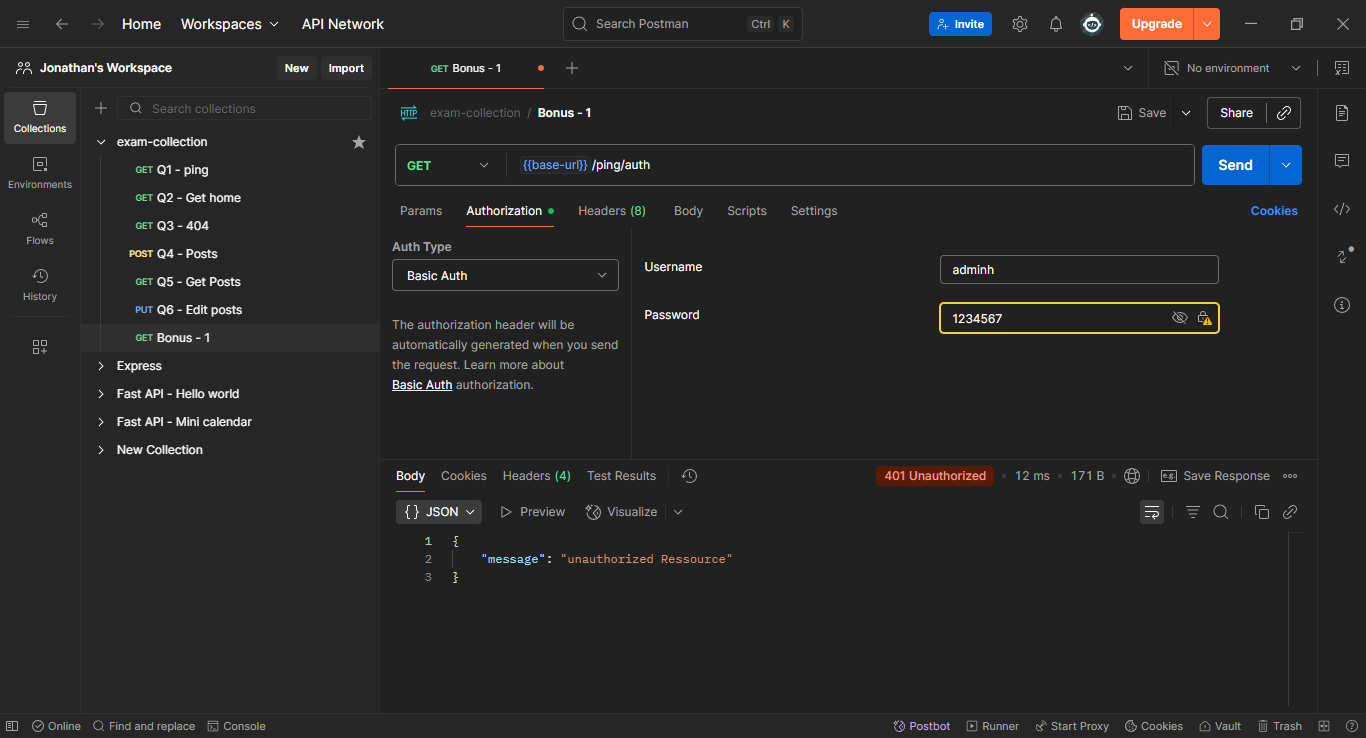 Home Workspaces API Network Search Postman Ctrl K Invite Upgrade
Jonathan's Workspace New Import
GET Bonus - 1
No environment
Collections
Environments
Flows
History
Search collections
exam-collection
GET Q1 - ping
GET Q2 - Get home
GET Q3 - 404
POST Q4 - Posts
GET Q5 - Get Posts
PUT Q6 - Edit posts
GET Bonus - 1
Express
Fast API - Hello world
Fast API - Mini calendar
New Collection
HTTP exam-collection / Bonus - 1 Save Share
GET {{base-url}} /ping/auth Send
Params Authorization Headers (8) Body Scripts Settings Cookies
Auth Type
Basic Auth
The authorization header will be
automatically generated when you send
the request. Learn more about
Basic Auth authorization.
Username adminh
Password 1234567
Body Cookies Headers (4) Test Results 401 Unauthorized 12 ms 171 B e.g. Save Response
{ } JSON Preview Visualize
1 {
2 "message": "unauthorized Ressource"
3 }
Online Find and replace Console Postbot Runner Start Proxy Cookies Vault Trash